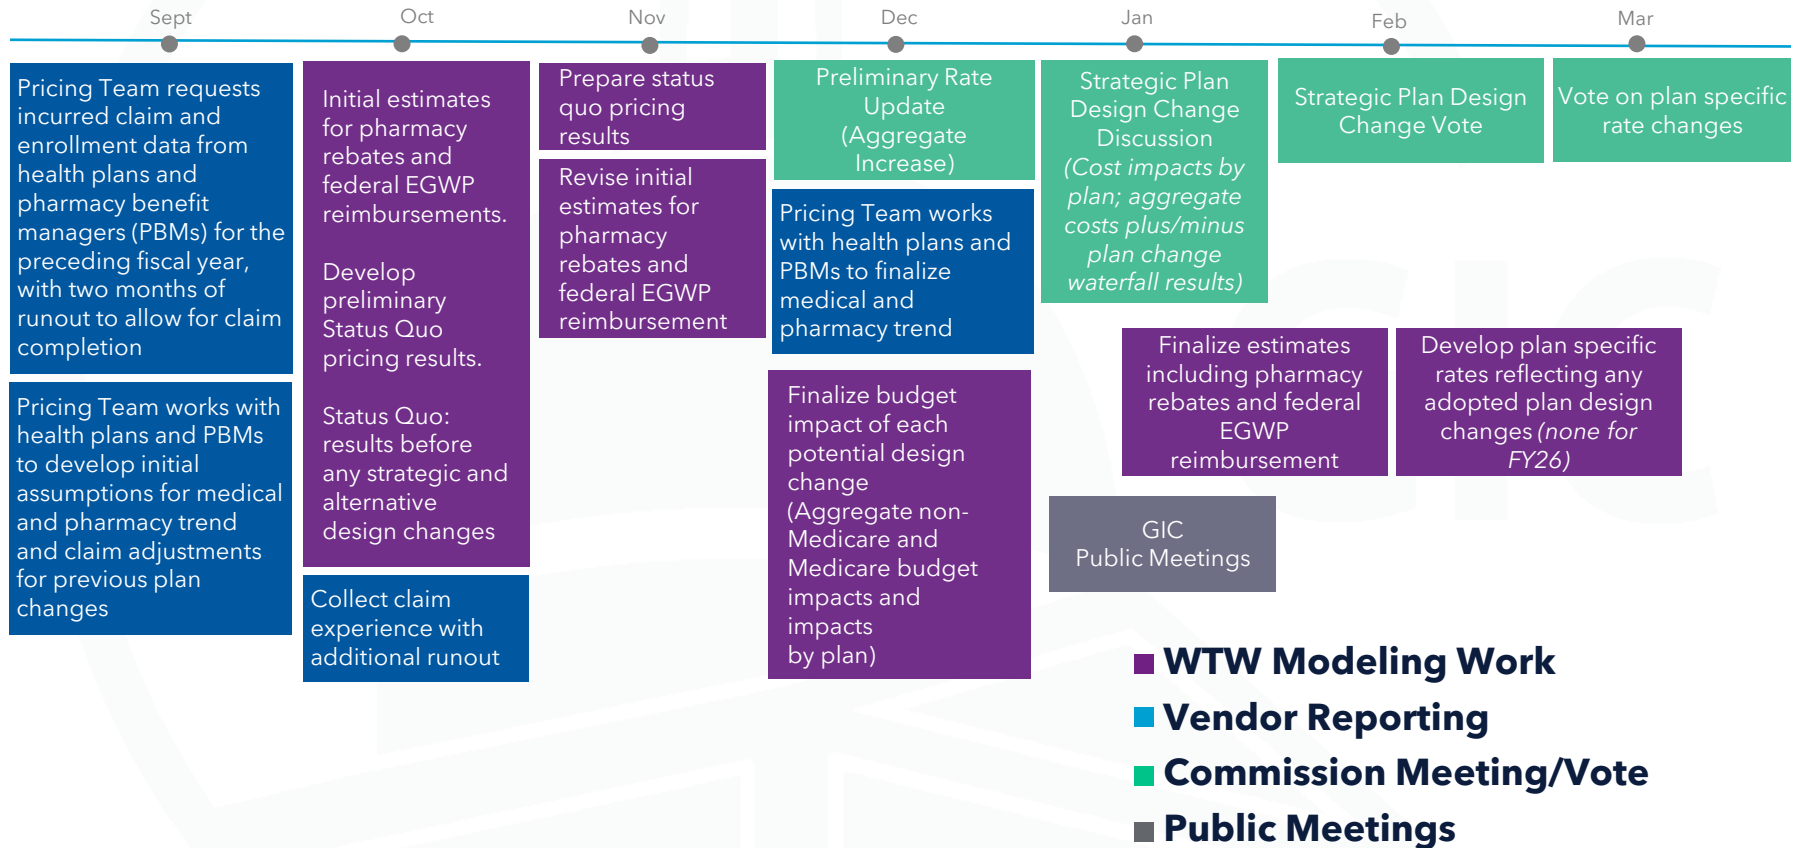 Sept
Oct
Nov
Dec
Jan
Feb
Mar
Pricing Team requests
incurred claim and
enrollment data from
health plans and
pharmacy benefit
managers (PBMs) for the
preceding fiscal year,
with two months of
runout to allow for claim
completion
Pricing Team works with
health plans and PBMs
to develop initial
assumptions for medical
and pharmacy trend
and claim adjustments
for previous plan
changes
Initial estimates
for pharmacy
rebates and
federal EGWP
reimbursements.
Develop
preliminary
Status Quo
pricing results.
Status Quo:
results before
any strategic and
alternative
design changes
Collect claim
experience with
additional runout
Prepare status
quo pricing
results
Revise initial
estimates for
pharmacy
rebates and
federal EGWP
reimbursement
Preliminary Rate
Update
(Aggregate
Increase)
Pricing Team works
with health plans and
PBMs to finalize
medical and
pharmacy trend
Finalize budget
impact of each
potential design
change
(Aggregate non-
Medicare and
Medicare budget
impacts and
impacts
by plan)
Strategic Plan
Design Change
Discussion
(Cost impacts by
plan; aggregate
costs plus/minus
plan change
waterfall results)
Strategic Plan Design
Change Vote
Vote on plan specific
rate changes
Finalize estimates
including pharmacy
rebates and federal
EGWP
reimbursement
Develop plan specific
rates reflecting any
adopted plan design
changes (none for
FY26)
GIC
Public Meetings
WTW Modeling Work
Vendor Reporting
Commission Meeting/Vote
Public Meetings
GIC